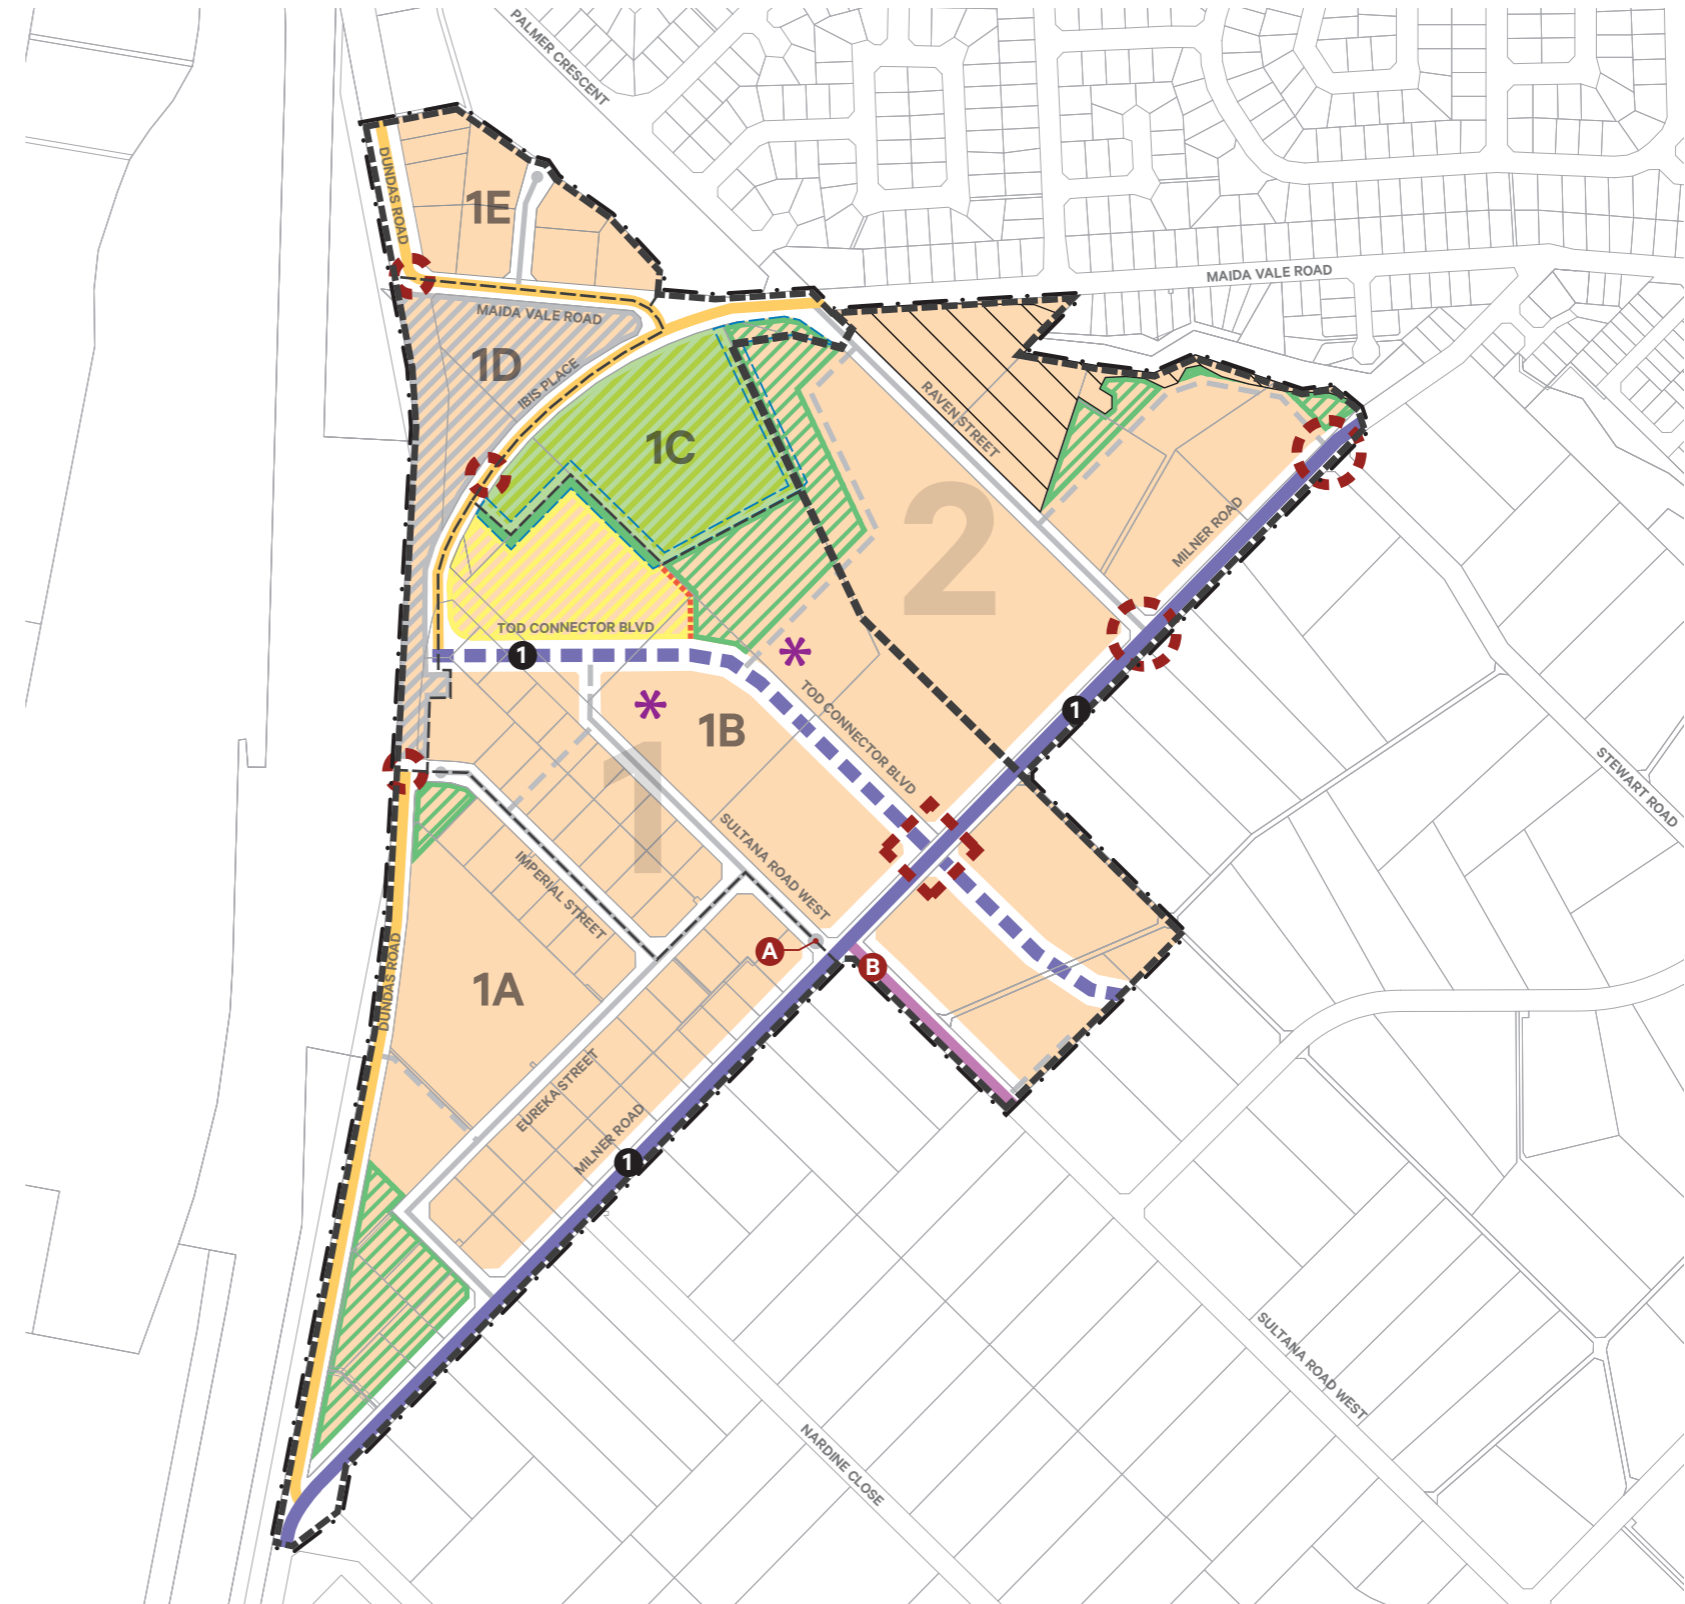 PALMER CRESCENT
DUNDAS ROAD
1E
MAIDA VALE ROAD
MAIDA VALE ROAD
1D
IBIS PLACE
1C
RAVEN STREET
2
MILNER ROAD
TOD CONNECTOR BLVD
1
*
*
1B
TOD CONNECTOR BLVD
1
1
STEWART ROAD
SULTANA ROAD WEST
IMPERIAL STREET
A
B
1A
DUNDAS ROAD
EUREKA STREET
MILNER ROAD
1
SULTANA ROAD WEST
NARDINE CLOSE